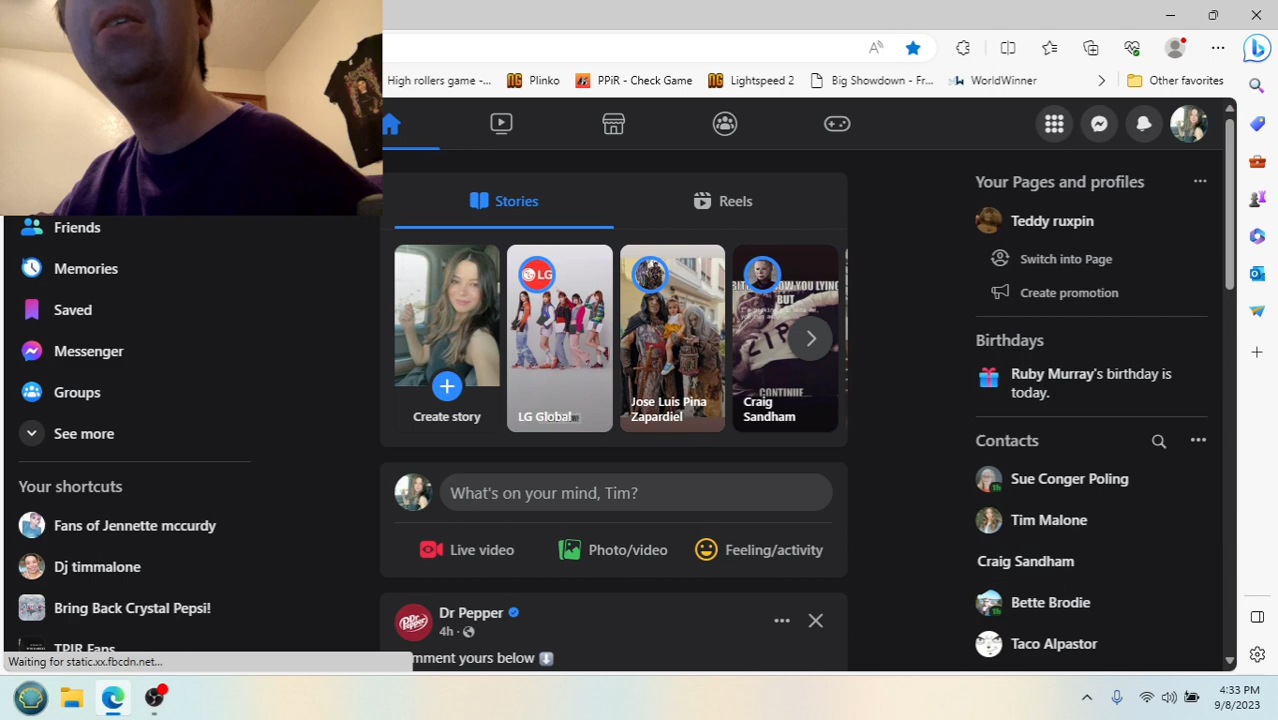 High rollers game -...
Plinko
PPiR - Check Game
Lightspeed 2
Big Showdown - Fr...
WorldWinner
Other favorites
Stories
Reels
LG
Create story
LG Global
Jose Luis Pina
Zapardiel
CONTINUE
Craig
Sandham
What's on your mind, Tim?
Live video
Photo/video
Feeling/activity
Dr Pepper
4h ·
mment yours below
Friends
Memories
Saved
Messenger
Groups
See more
Your shortcuts
Fans of Jennette mccurdy
Dj timmalone
Bring Back Crystal Pepsi!
TPIR Fans
Waiting for static.xx.fbcdn.net...
Your Pages and profiles
Teddy ruxpin
Switch into Page
Create promotion
Birthdays
Ruby Murray's birthday is
today.
Contacts
Sue Conger Poling
Tim Malone
Craig Sandham
Bette Brodie
Taco Alpastor
4:33 PM
9/8/2023